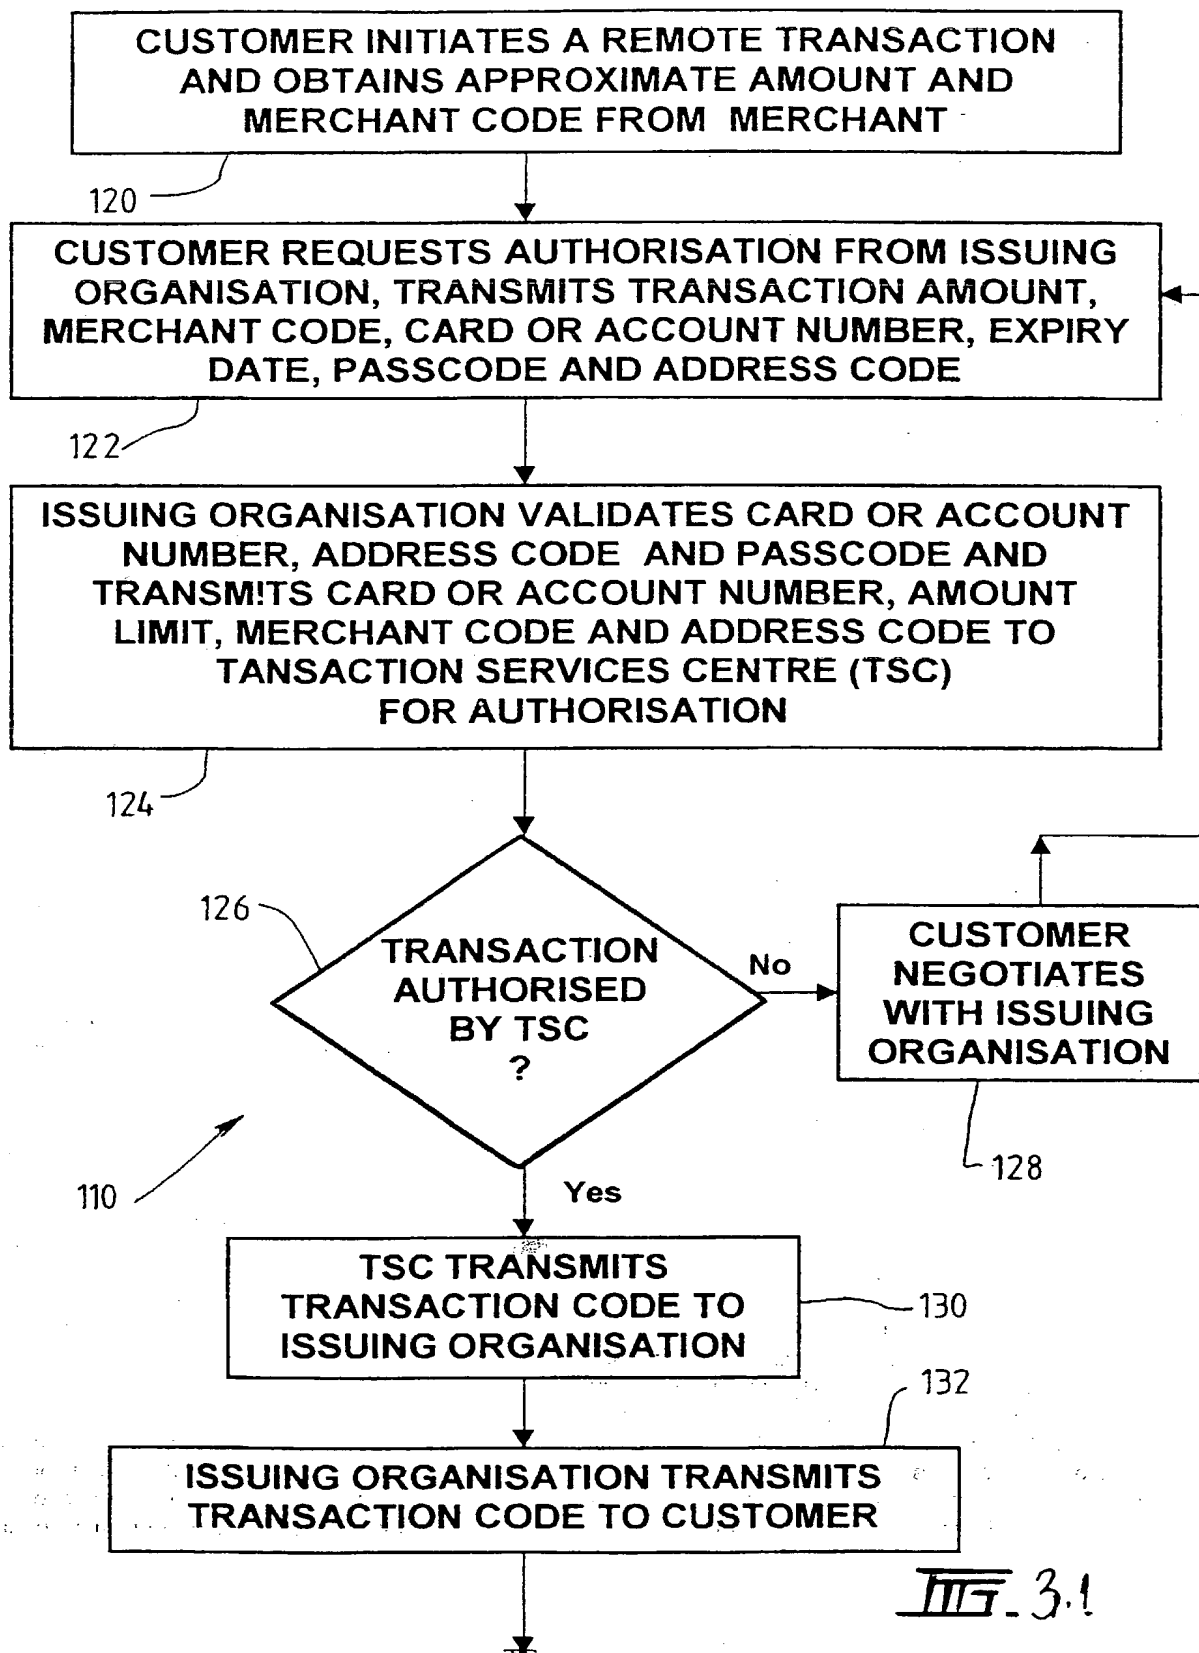 CUSTOMER INITIATES A REMOTE TRANSACTION
AND OBTAINS APPROXIMATE AMOUNT AND
MERCHANT CODE FROM MERCHANT
120
CUSTOMER REQUESTS AUTHORISATION FROM ISSUING
ORGANISATION, TRANSMITS TRANSACTION AMOUNT,
MERCHANT CODE, CARD OR ACCOUNT NUMBER, EXPIRY
DATE, PASSCODE AND ADDRESS CODE
122
ISSUING ORGANISATION VALIDATES CARD OR ACCOUNT
NUMBER, ADDRESS CODE AND PASSCODE AND
TRANSM!TS CARD OR ACCOUNT NUMBER, AMOUNT
LIMIT, MERCHANT CODE AND ADDRESS CODE TO
TANSACTION SERVICES CENTRE (TSC)
FOR AUTHORISATION
124
126
TRANSACTION
AUTHORISED
BY TSC
?
No
CUSTOMER
NEGOTIATES
WITH ISSUING
ORGANISATION
128
110
Yes
TSC TRANSMITS
TRANSACTION CODE TO
ISSUING ORGANISATION
130
132
ISSUING ORGANISATION TRANSMITS
TRANSACTION CODE TO CUSTOMER
FIG. 3.1